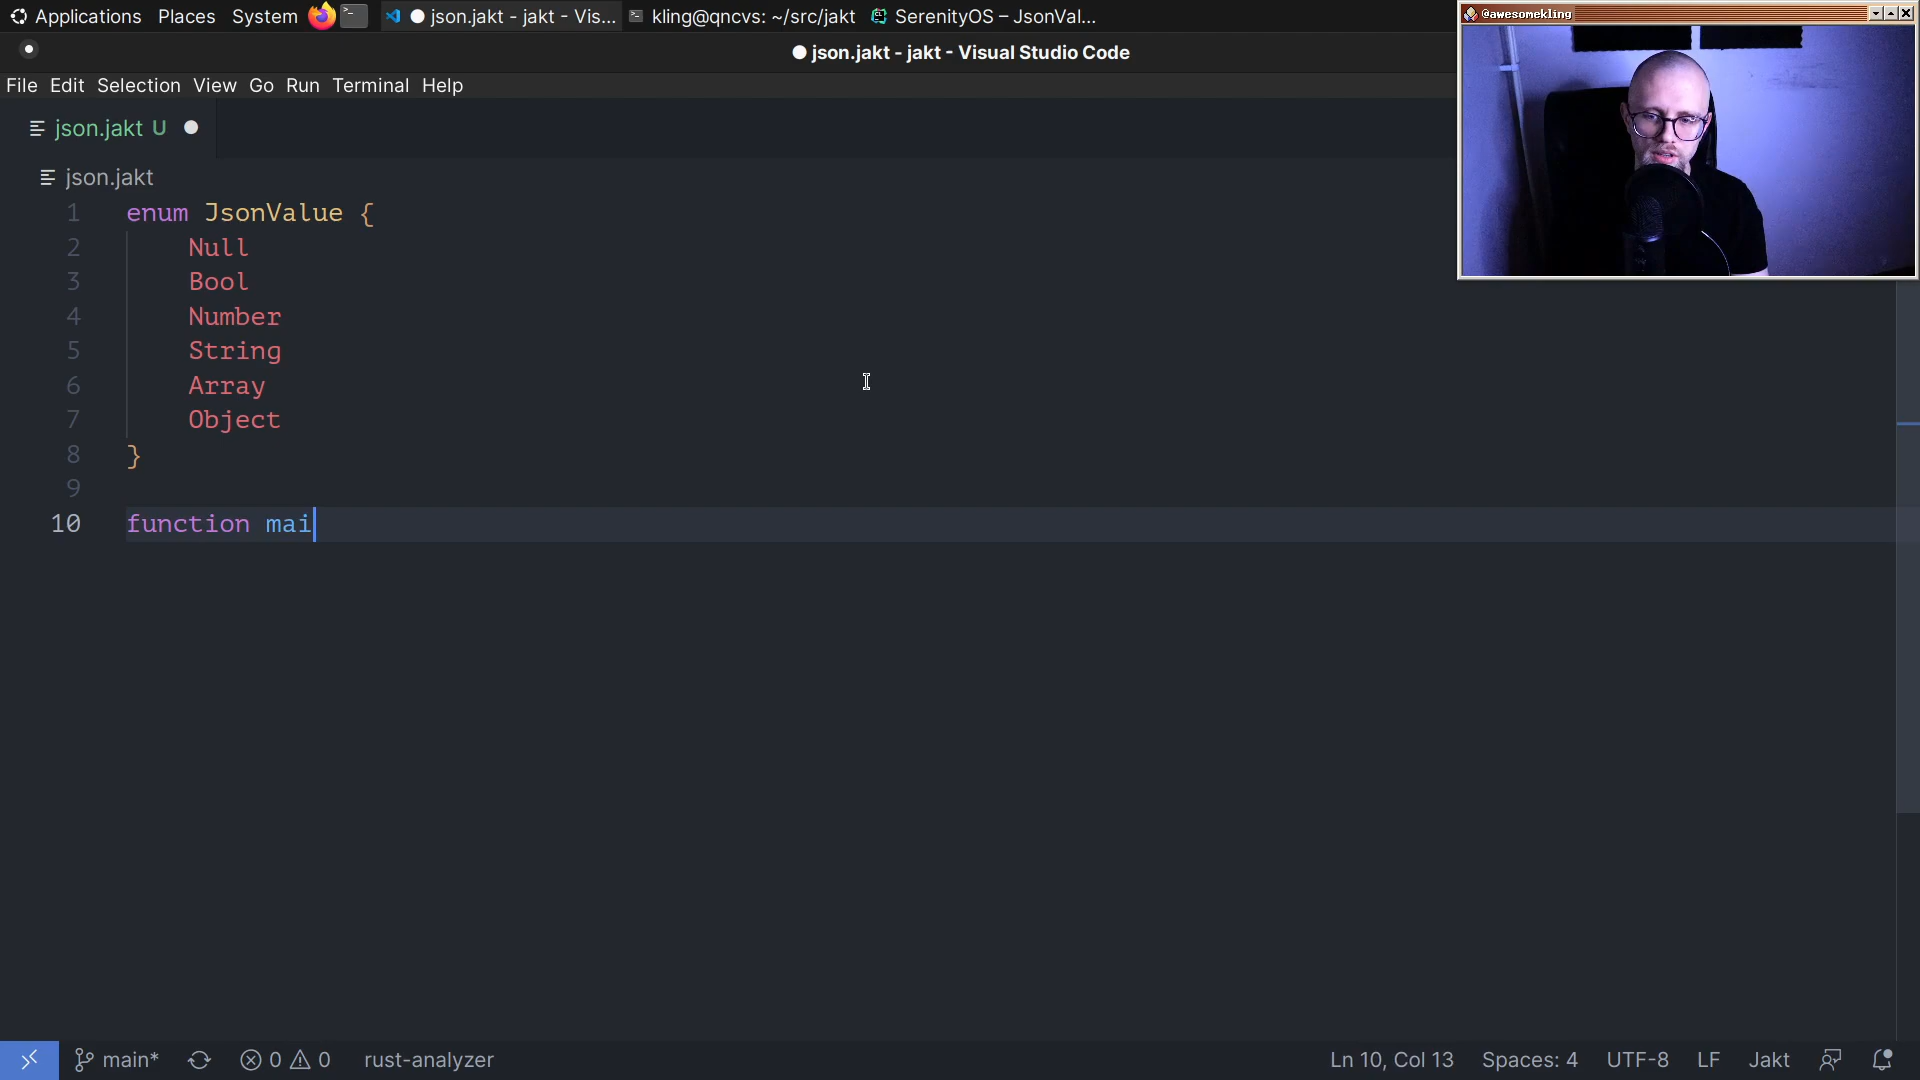 Applications Places System json.jakt - jakt - Vis... kling@qncvs: ~/src/jakt SerenityOS – JsonVal...
@awesomekling
json.jakt - jakt - Visual Studio Code
File Edit Selection View Go Run Terminal Help
json.jakt U
json.jakt
1 enum JsonValue {
2 Null
3 Bool
4 Number
5 String
6 Array
7 Object
8 }
9
10 function mai
main* 0 0 rust-analyzer Ln 10, Col 13 Spaces: 4 UTF-8 LF Jakt